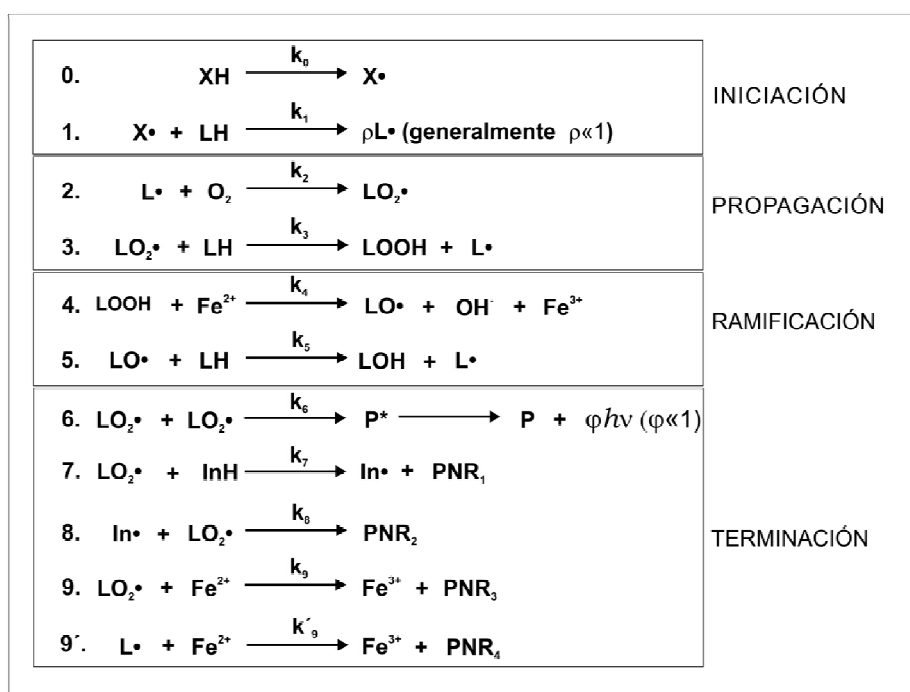 0. XH k₀ X•
INICIACIÓN
1. X• + LH k₁ ρL• (generalmente ρ«1)
2. L• + O₂ k₂ LO₂•
PROPAGACIÓN
3. LO₂• + LH k₃ LOOH + L•
4. LOOH + Fe²⁺ k₄ LO• + OH⁻ + Fe³⁺
RAMIFICACIÓN
5. LO• + LH k₅ LOH + L•
6. LO₂• + LO₂• k₆ P* P + φhν (φ«1)
7. LO₂• + InH k₇ In• + PNR₁
8. In• + LO₂• k₈ PNR₂
TERMINACIÓN
9. LO₂• + Fe²⁺ k₉ Fe³⁺ + PNR₃
9´. L• + Fe²⁺ k´₉ Fe³⁺ + PNR₄